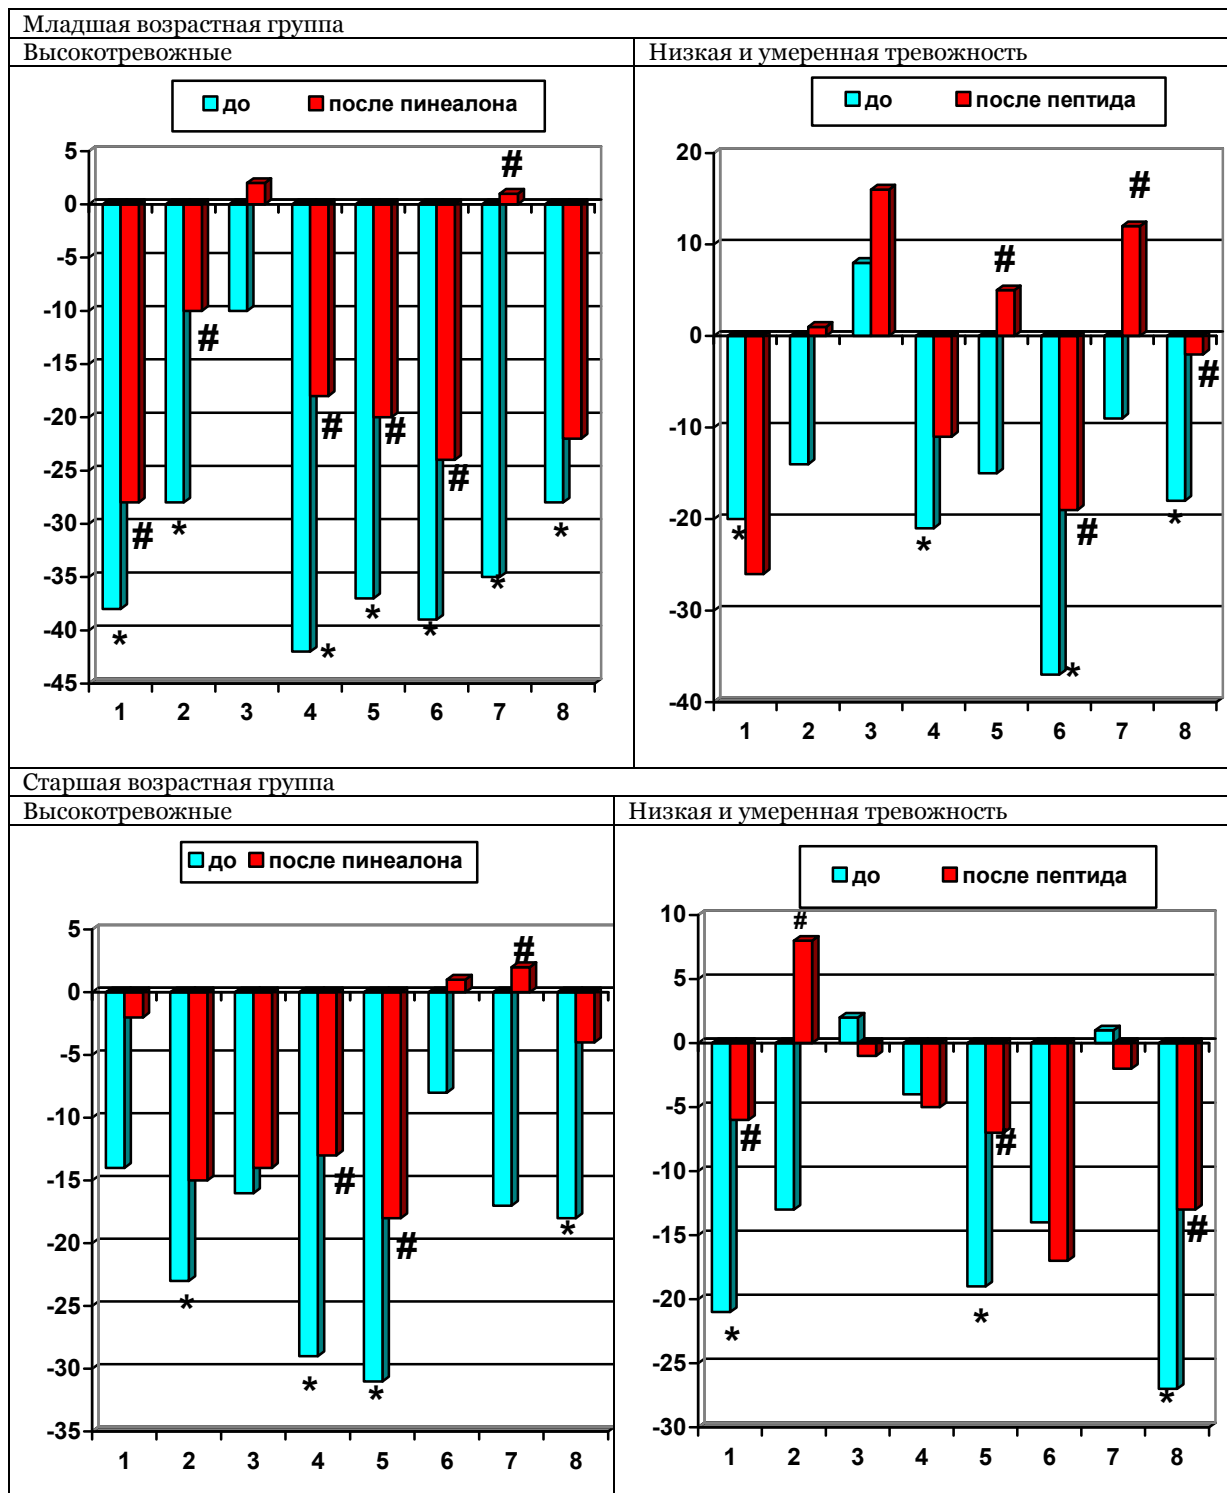 Младшая возрастная группа
Высокотревожные
Низкая и умеренная тревожность
до после пинеалона
5
0
-5
-10
-15
-20
-25
-30
-35
-40
-45
1 2 3 4 5 6 7 8
# # # # # # #
* * * * * * *
до после пептида
20
10
0
-10
-20
-30
-40
1 2 3 4 5 6 7 8
# # # #
* * * *
Старшая возрастная группа
Высокотревожные
Низкая и умеренная тревожность
до после пинеалона
5
0
-5
-10
-15
-20
-25
-30
-35
1 2 3 4 5 6 7 8
# # #
* * * *
до после пептида
10
5
0
-5
-10
-15
-20
-25
-30
1 2 3 4 5 6 7 8
# # # #
* * *